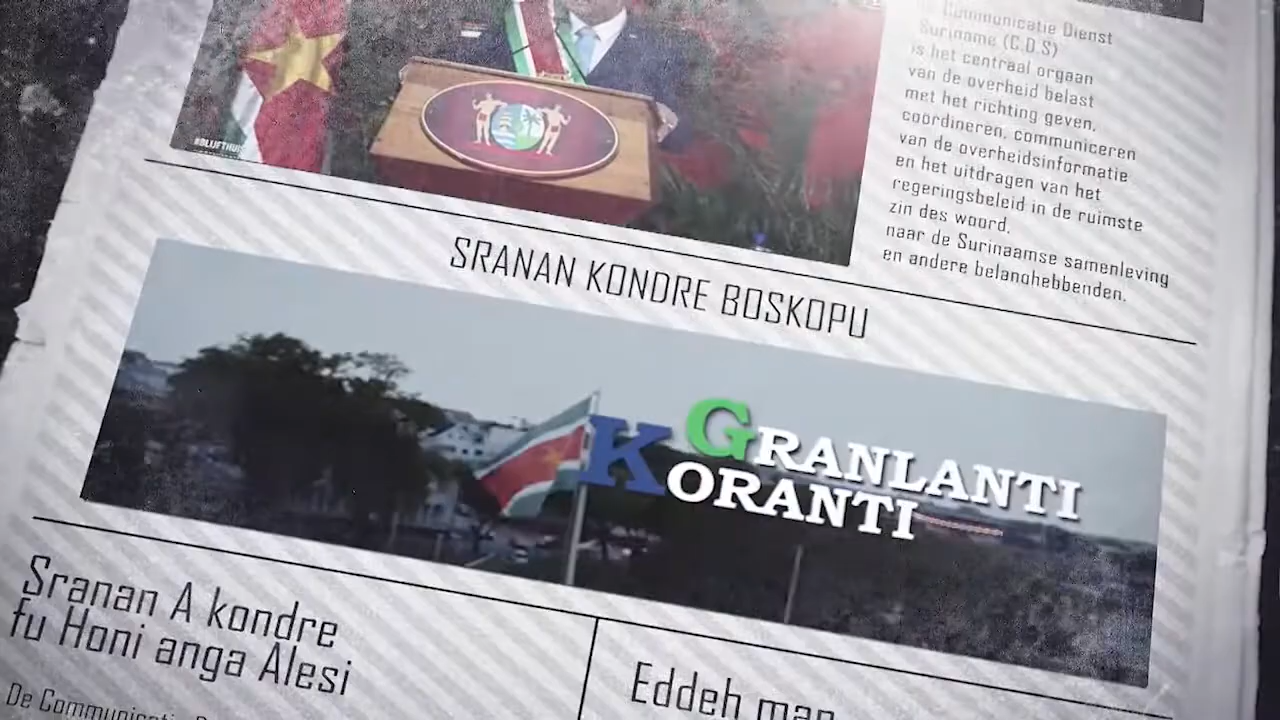 #BLIJFTHUI
Communicatie Dienst
Suriname (C.D.S)
is het centraal orgaan
van de overheid belast
met het richting geven,
coördineren, communiceren
van de overheidsinformatie
en het uitdragen van het
regeringsbeleid in de ruimste
zin des woord.
naar de Surinaamse samenleving
en andere belanghebbenden.
SRANAN KONDRE BOSKOPU
GRANLANTI
KORANTI
Sranan A kondre
fu Honi anga Alesi
De Communicatie
Eddeh man